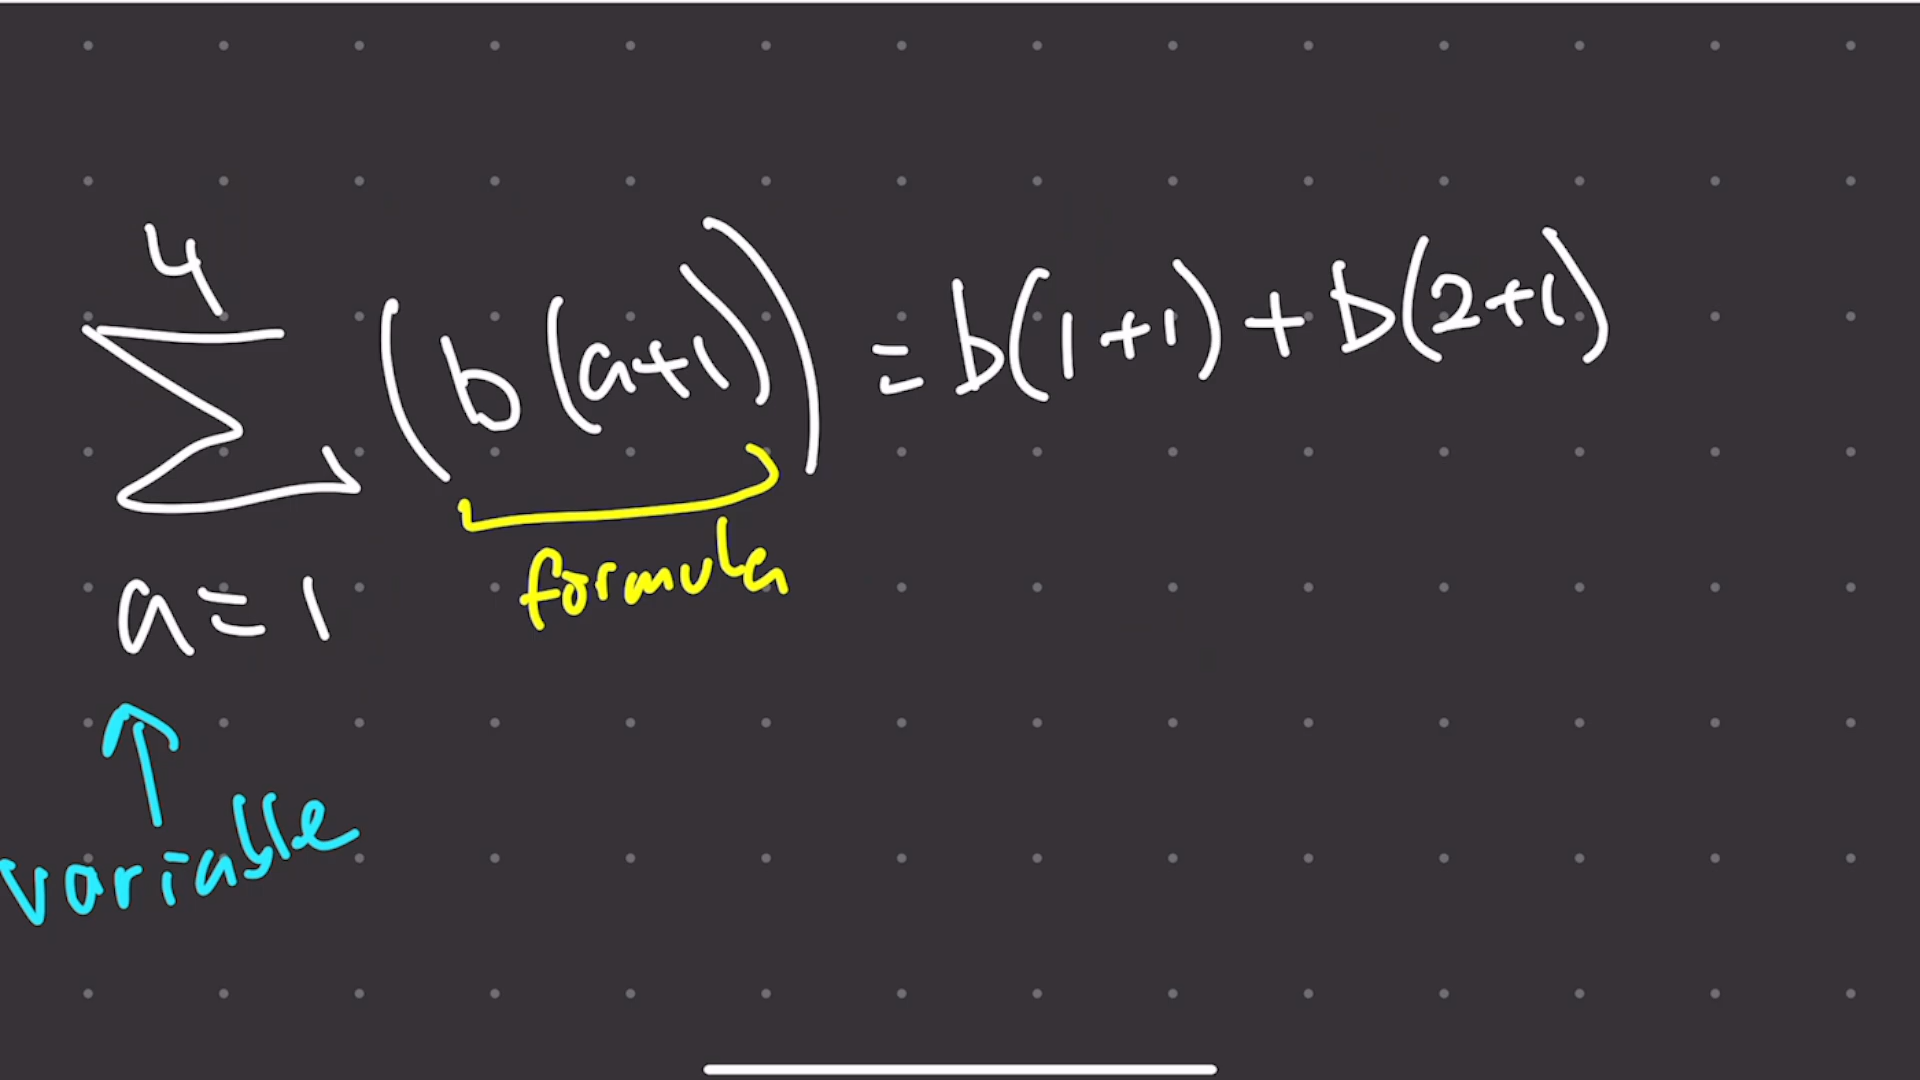 4
∑ (b(a+1)) = b(1+1) + b(2+1)
a=1
formula
variable